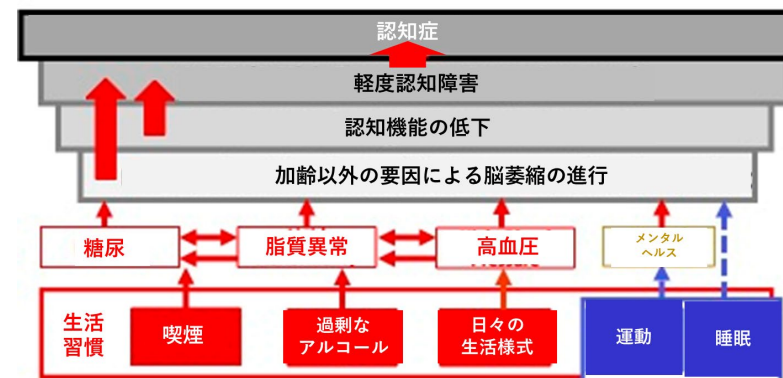 認知症
軽度認知障害
認知機能の低下
加齢以外の要因による脳萎縮の進行
糖尿
脂質異常
高血圧
メンタル
ヘルス
生活
習慣
喫煙
過剰な
アルコール
日々の
生活様式
運動
睡眠